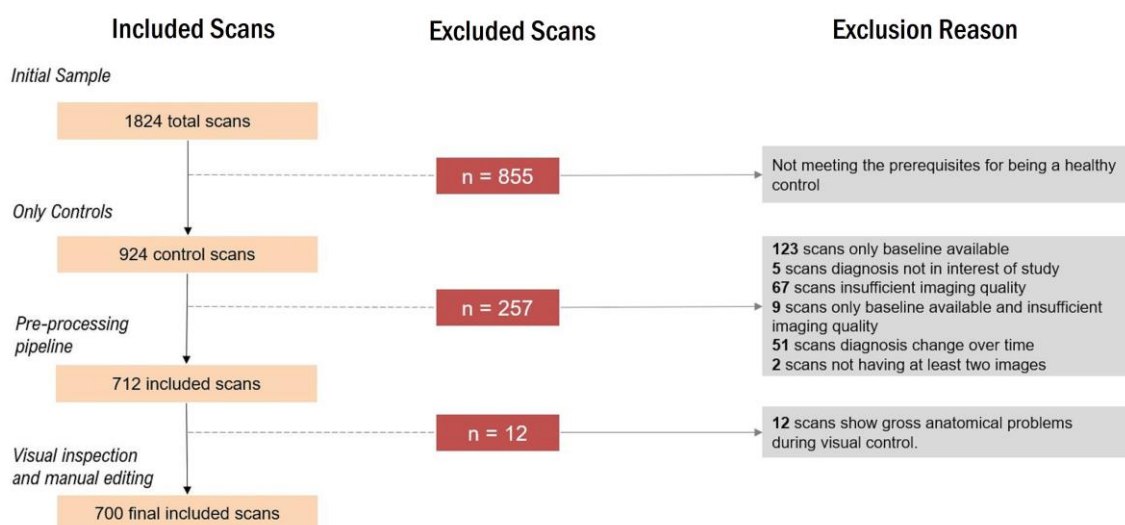 Included Scans
Excluded Scans
Exclusion Reason
Initial Sample
1824 total scans
n = 855
Not meeting the prerequisites for being a healthy
control
Only Controls
924 control scans
n = 257
123 scans only baseline available
5 scans diagnosis not in interest of study
67 scans insufficient imaging quality
9 scans only baseline available and insufficient
imaging quality
51 scans diagnosis change over time
2 scans not having at least two images
Pre-processing
pipeline
712 included scans
n = 12
12 scans show gross anatomical problems
during visual control.
Visual inspection
and manual editing
700 final included scans